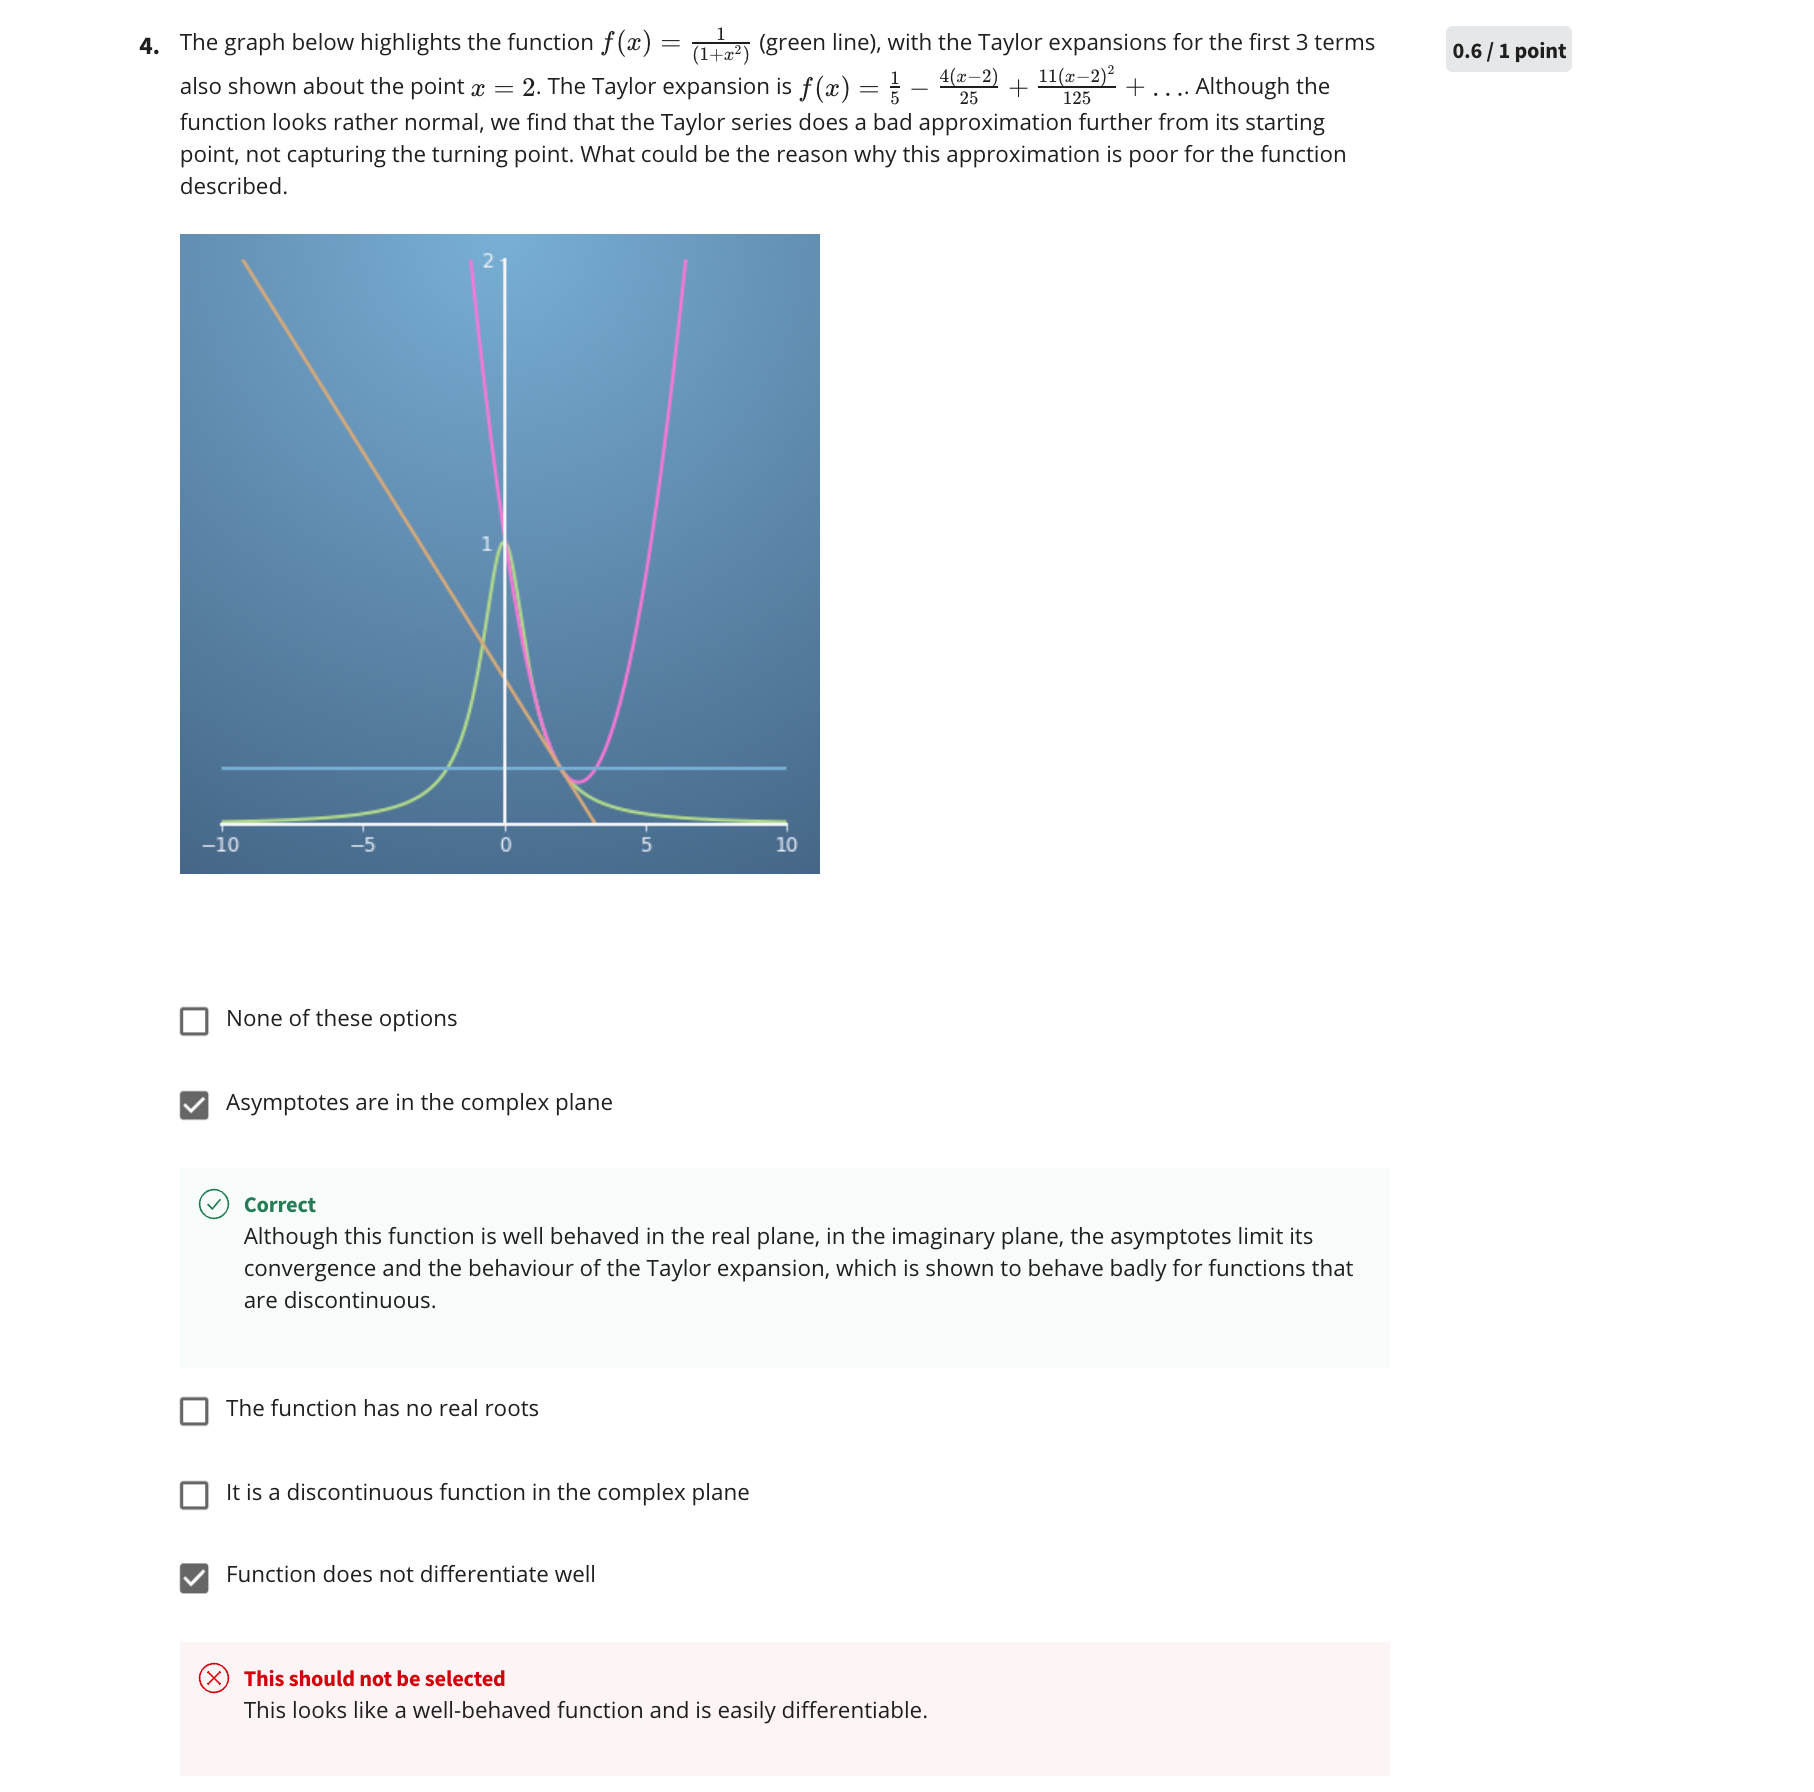 4. The graph below highlights the function f(x) = 1/(1+x²) (green line), with the Taylor expansions for the first 3 terms
also shown about the point x = 2. The Taylor expansion is f(x) = 1/5 − 4(x−2)/25 + 11(x−2)²/125 + .... Although the
function looks rather normal, we find that the Taylor series does a bad approximation further from its starting
point, not capturing the turning point. What could be the reason why this approximation is poor for the function
described.
0.6 / 1 point
2
1
−10 −5 0 5 10
None of these options
Asymptotes are in the complex plane
Correct
Although this function is well behaved in the real plane, in the imaginary plane, the asymptotes limit its
convergence and the behaviour of the Taylor expansion, which is shown to behave badly for functions that
are discontinuous.
The function has no real roots
It is a discontinuous function in the complex plane
Function does not differentiate well
This should not be selected
This looks like a well-behaved function and is easily differentiable.